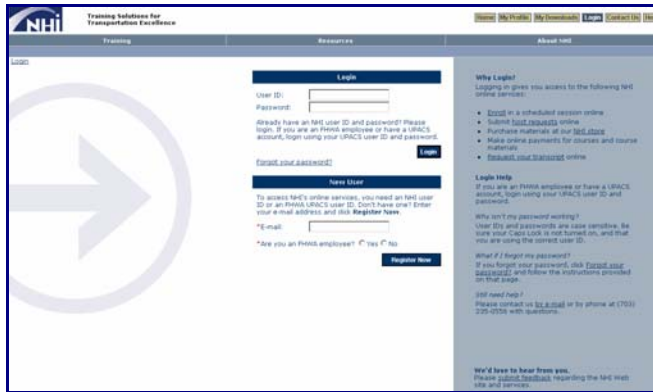 NHi
Training Solutions for
Transportation Excellence
Home My Profile My Downloads Login Contact Us
Training Resources About NHI
Login
Login
User ID:
Password:
Already have an NHI user ID and password? Please
login. If you are an FHWA employee or have a UPACS
account, login using your UPACS user ID and password.
Login
Forgot your password?
New User
To access NHI's online services, you need an NHI user
ID or an FHWA UPACS user ID. Don't have one? Enter
your e-mail address and click Register Now.
*E-mail:
*Are you an FHWA employee? Yes No
Register Now
Why Login?
Logging in gives you access to the following NHI
online services:
• Enroll in a scheduled session online
• Submit host requests online
• Purchase materials at our NHI store
• Make online payments for courses and course
materials
• Request your transcript online
Login Help
If you are an FHWA employee or have a UPACS
account, login using your UPACS user ID and
password.
Why isn't my password working?
User IDs and passwords are case sensitive. Be
sure your Caps Lock is not turned on, and that
you are using the correct user ID.
What if I forgot my password?
If you forgot your password, click Forgot your
password? and follow the instructions provided
on that page.
Still need help?
Please contact us by e-mail or by phone at (703)
235-0556 with questions.
We'd love to hear from you.
Please submit feedback regarding the NHI Web
site and services.